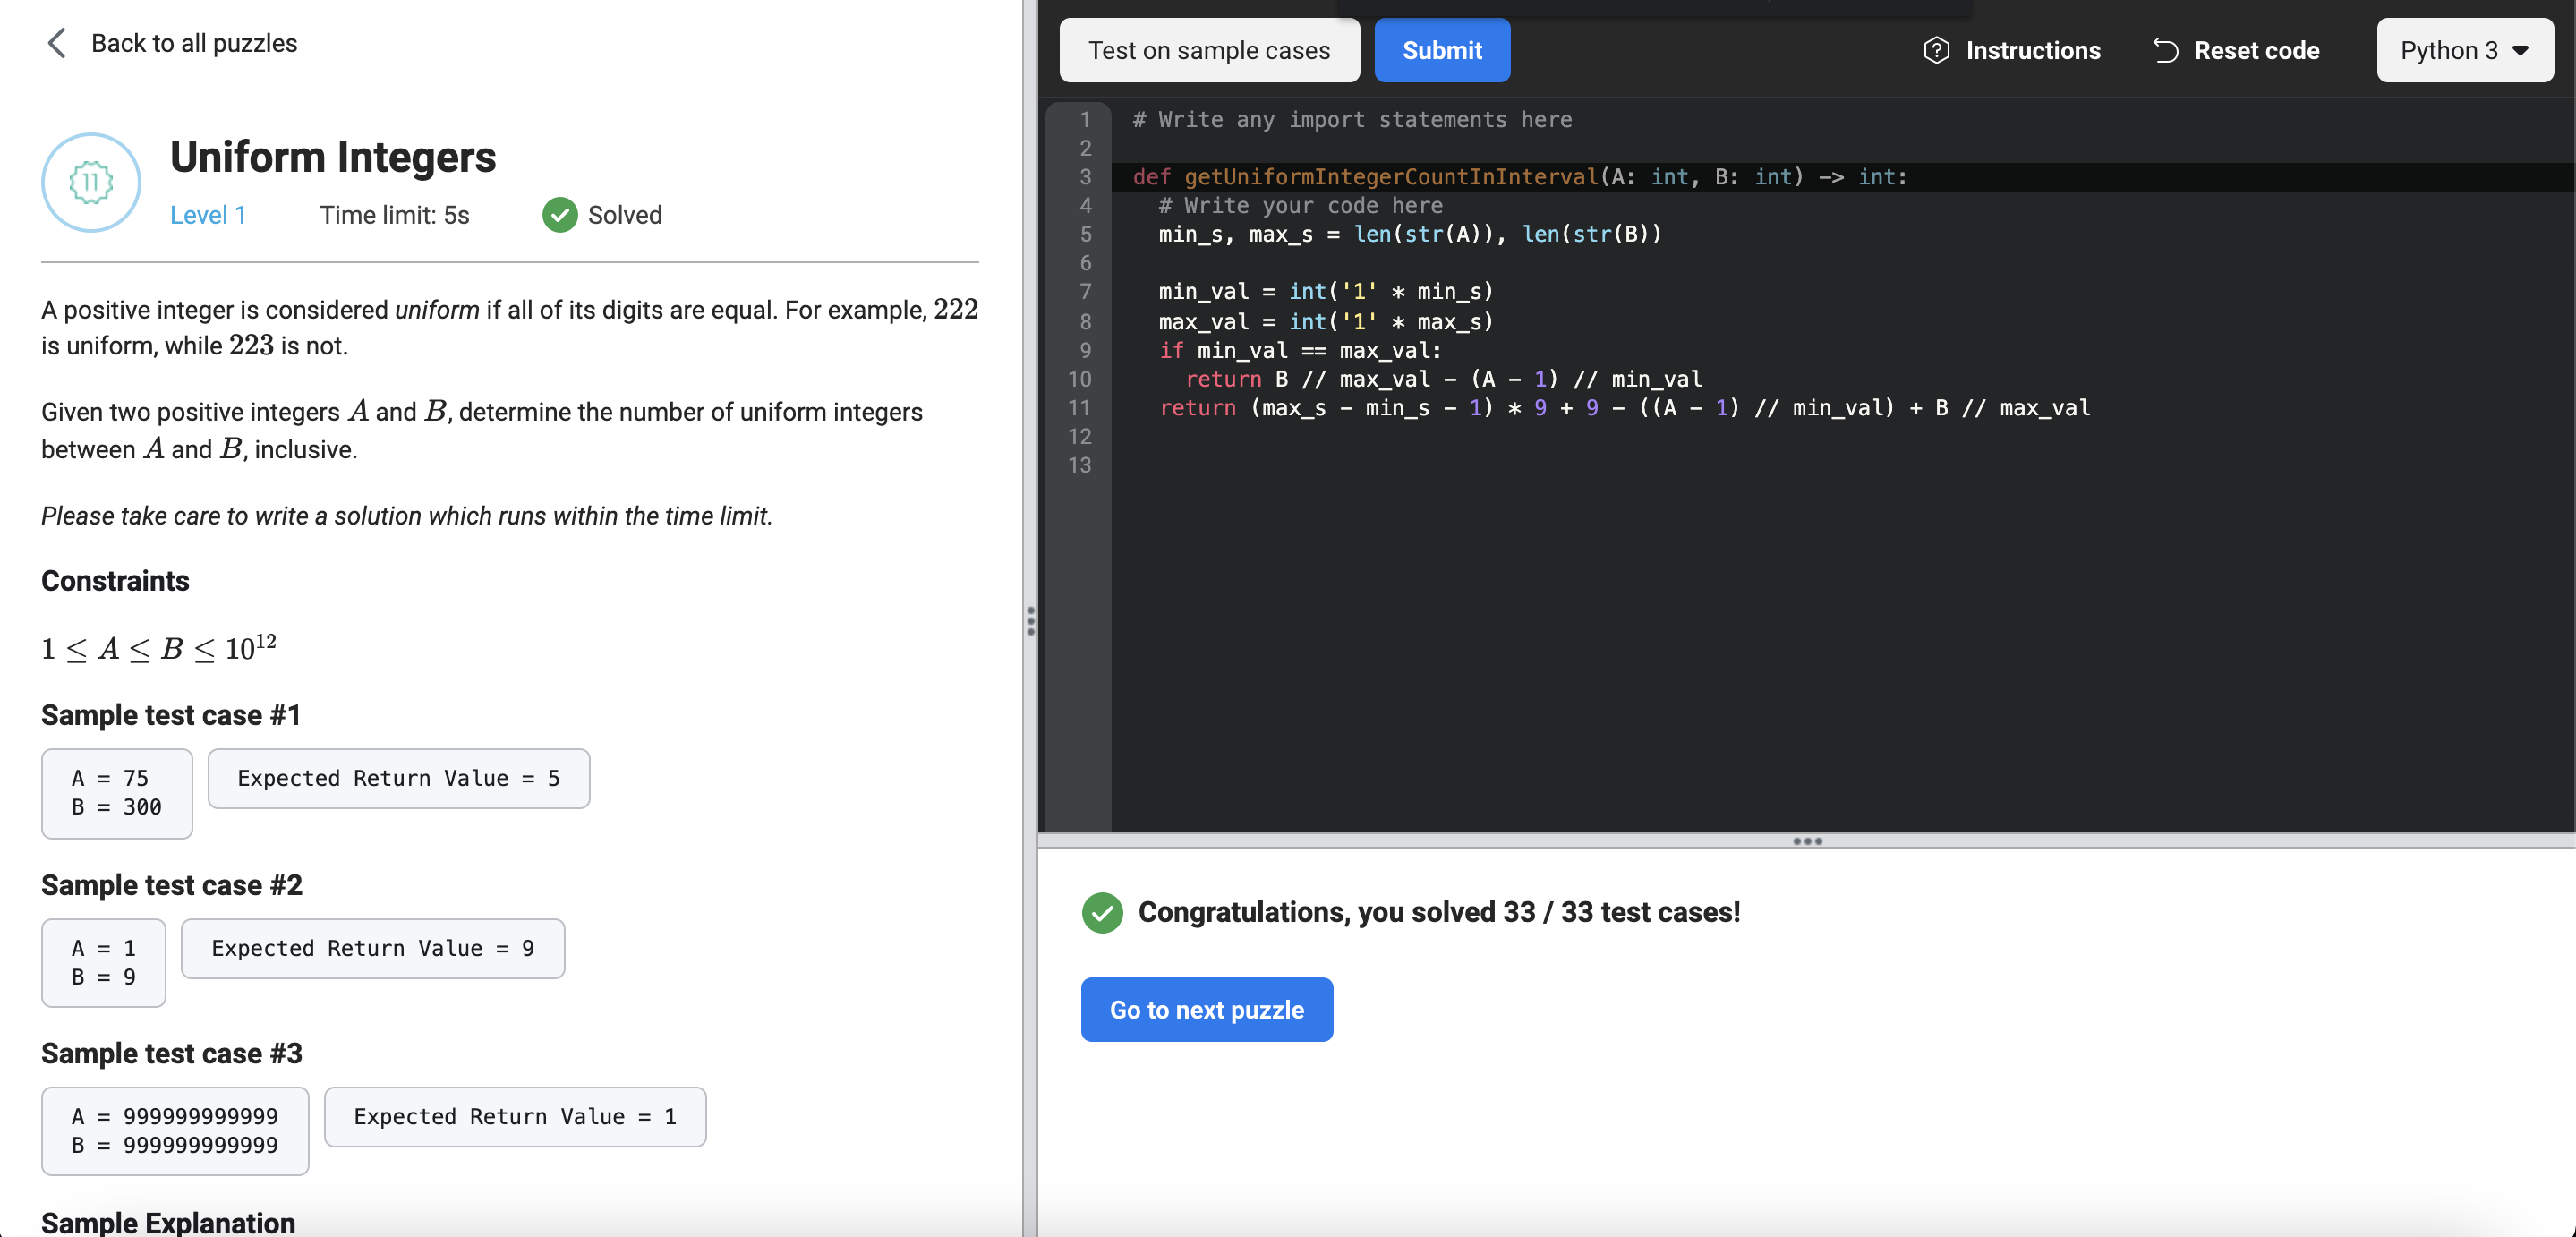 Back to all puzzles
11
Uniform Integers
Level 1 Time limit: 5s Solved
A positive integer is considered uniform if all of its digits are equal. For example, 222
is uniform, while 223 is not.
Given two positive integers A and B, determine the number of uniform integers
between A and B, inclusive.
Please take care to write a solution which runs within the time limit.
Constraints
1 ≤ A ≤ B ≤ 10¹²
Sample test case #1
A = 75
B = 300
Expected Return Value = 5
Sample test case #2
A = 1
B = 9
Expected Return Value = 9
Sample test case #3
A = 999999999999
B = 999999999999
Expected Return Value = 1
Sample Explanation
Test on sample cases Submit Instructions Reset code Python 3
1 # Write any import statements here
2
3 def getUniformIntegerCountInInterval(A: int, B: int) -> int:
4   # Write your code here
5   min_s, max_s = len(str(A)), len(str(B))
6
7   min_val = int('1' * min_s)
8   max_val = int('1' * max_s)
9   if min_val == max_val:
10     return B // max_val - (A - 1) // min_val
11   return (max_s - min_s - 1) * 9 + 9 - ((A - 1) // min_val) + B // max_val
12
13
Congratulations, you solved 33 / 33 test cases!
Go to next puzzle